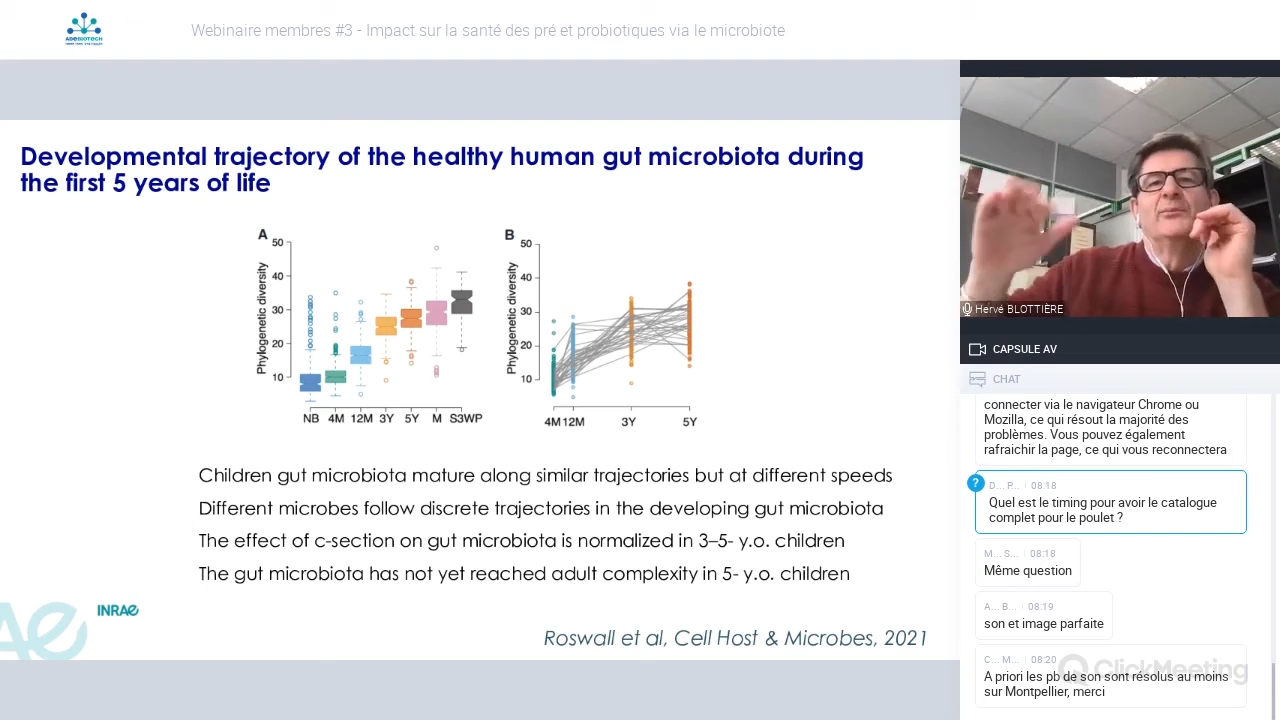 ADEBIOTECH
Webinaire membres #3 - Impact sur la santé des pré et probiotiques via le microbiote
Developmental trajectory of the healthy human gut microbiota during
the first 5 years of life
A
50
40
30
20
10
Phylogenetic diversity
NB 4M 12M 3Y 5Y M S3WP
B
50
40
30
20
10
Phylogenetic diversity
4M 12M 3Y 5Y
Children gut microbiota mature along similar trajectories but at different speeds
Different microbes follow discrete trajectories in the developing gut microbiota
The effect of c-section on gut microbiota is normalized in 3–5- y.o. children
The gut microbiota has not yet reached adult complexity in 5- y.o. children
INRAE
Roswall et al, Cell Host & Microbes, 2021
Hervé BLOTTIÈRE
CAPSULE AV
CHAT
connecter via le navigateur Chrome ou
Mozilla, ce qui résout la majorité des
problèmes. Vous pouvez également
rafraichir la page, ce qui vous reconnectera
?
D... P... 08:18
Quel est le timing pour avoir le catalogue
complet pour le poulet ?
M... S... 08:18
Même question
A... B... 08:19
son et image parfaite
C... M... 08:20
A priori les pb de son sont résolus au moins
sur Montpellier, merci
ClickMeeting